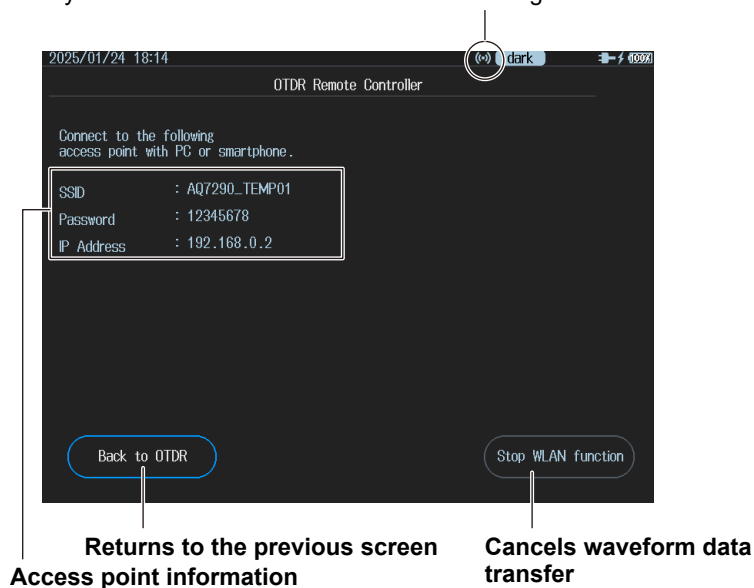 2025/01/24 18:14 dark 100%
OTDR Remote Controller
Connect to the following
access point with PC or smartphone.
SSID : AQ7290_TEMP01
Password : 12345678
IP Address : 192.168.0.2
Back to OTDR Stop WLAN function
Returns to the previous screen
Cancels waveform data
transfer
Access point information